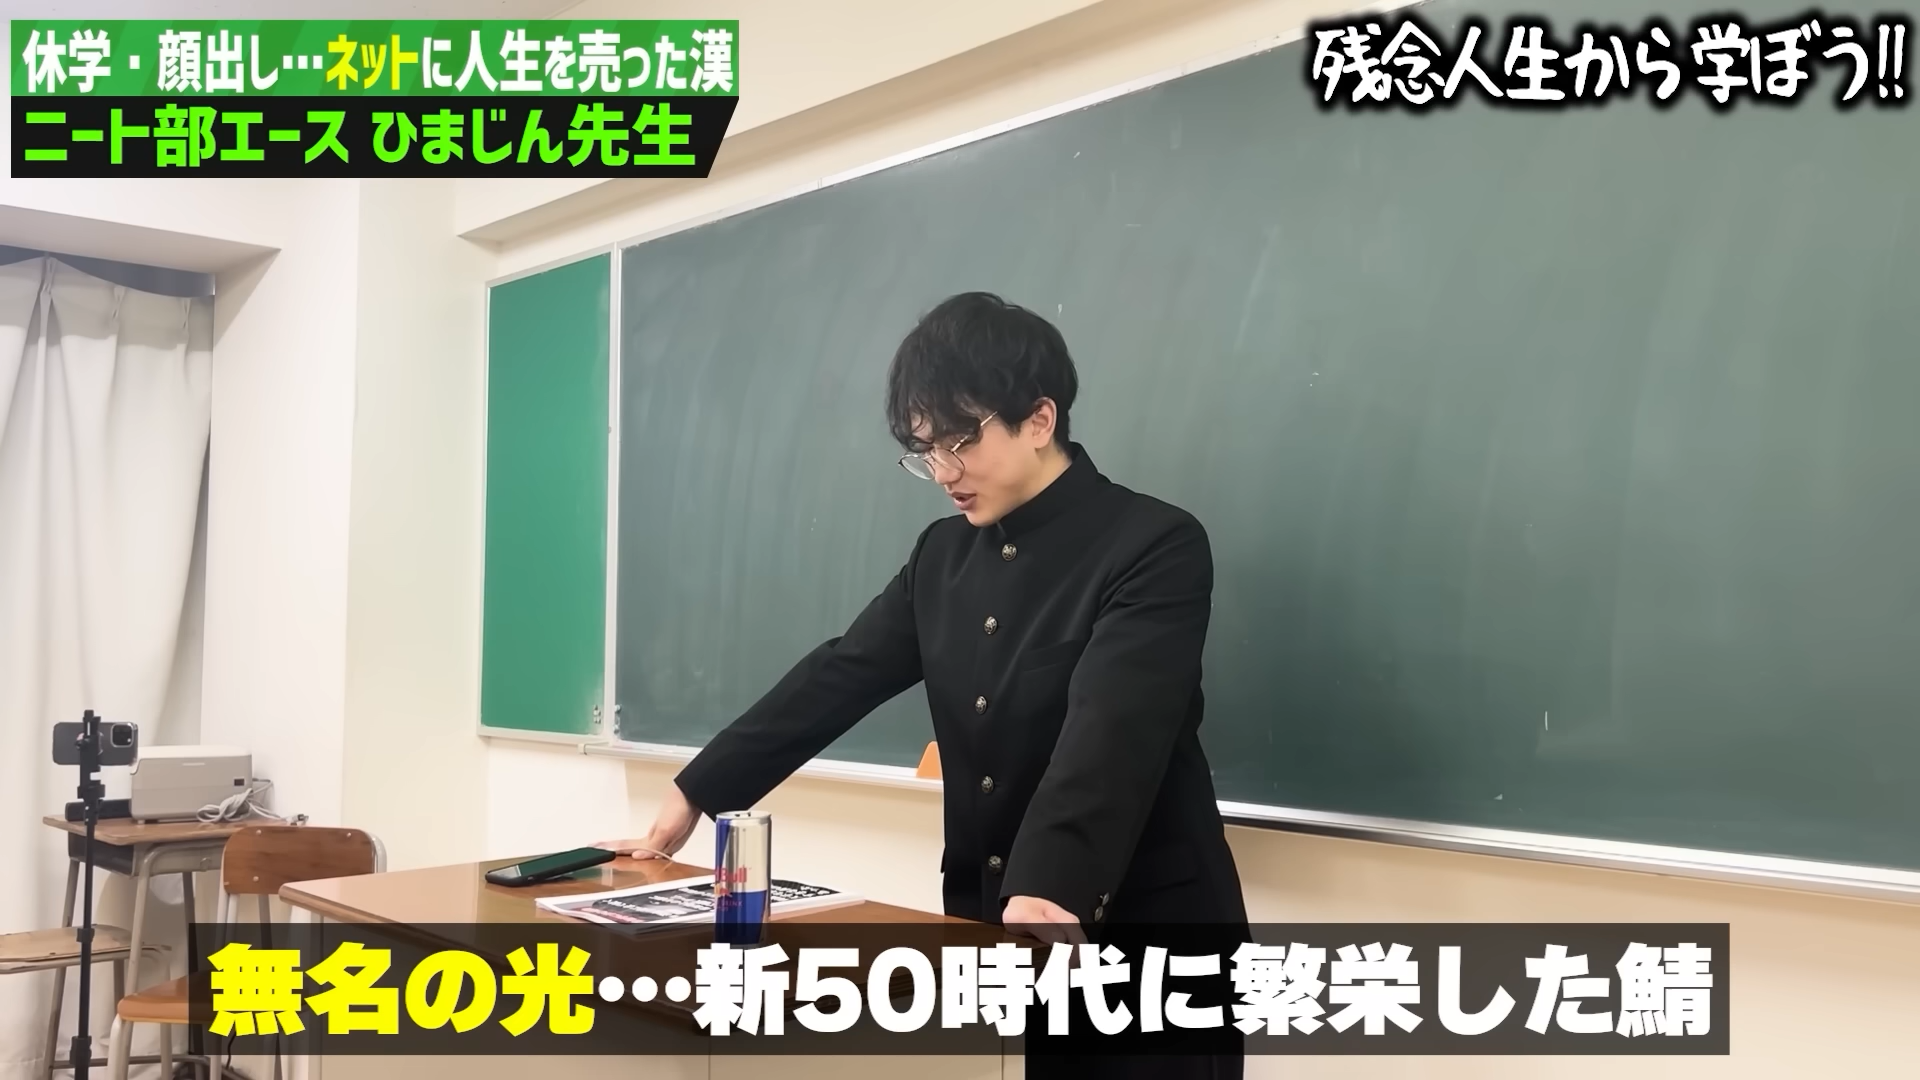 休学・顔出し…ネットに人生を売った漢
ニート部エース ひまじん先生
残念人生から学ぼう!!
無名の光…新50時代に繁栄した鯖